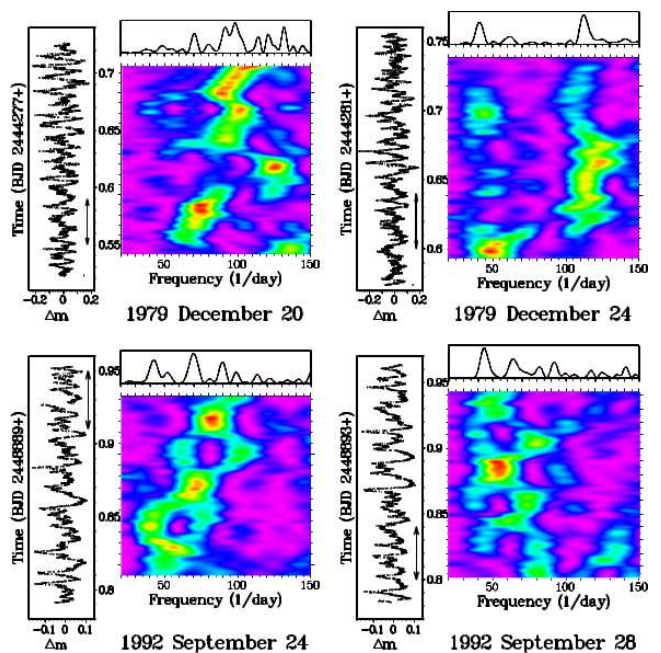 Time (BJD 2444277+)
0.7
0.65
0.6
0.55
50 100 150
Frequency (1/day)
−0.2 0 0.2
Δm
1979 December 20
Time (BJD 2444281+)
0.75
0.7
0.65
0.6
50 100 150
Frequency (1/day)
−0.2 0 0.2
Δm
1979 December 24
Time (BJD 2448889+)
0.95
0.9
0.85
0.8
50 100 150
Frequency (1/day)
−0.1 0 0.1
Δm
1992 September 24
Time (BJD 2448893+)
0.95
0.9
0.85
0.8
50 100 150
Frequency (1/day)
−0.1 0 0.1
Δm
1992 September 28